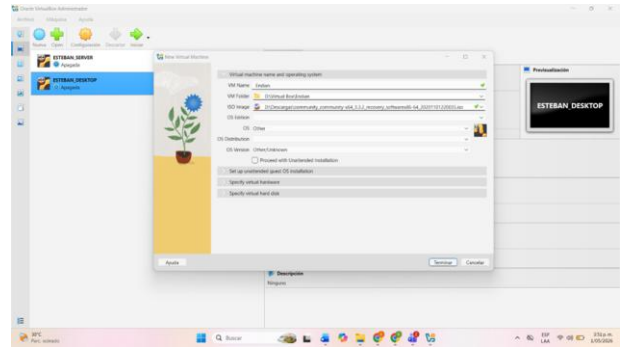 Oracle VirtualBox Administrador
Archivo Máquina Ayuda
Nueva Open Configuración Descartar Iniciar
ESTEBAN_SERVER
Apagada
ESTEBAN_DESKTOP
Apagada
New Virtual Machine
Virtual machine name and operating system
VM Name
VM Folder
ISO Image
OS Edition
OS Other
OS Distribution
OS Version Other/Unknown
Proceed with Unattended Installation
Set up unattended guest OS installation
Specify virtual hardware
Specify virtual hard disk
Ayuda
Terminar Cancelar
Previsualización
ESTEBAN_DESKTOP
Descripción
Ninguno
Buscar
ESP
LAA